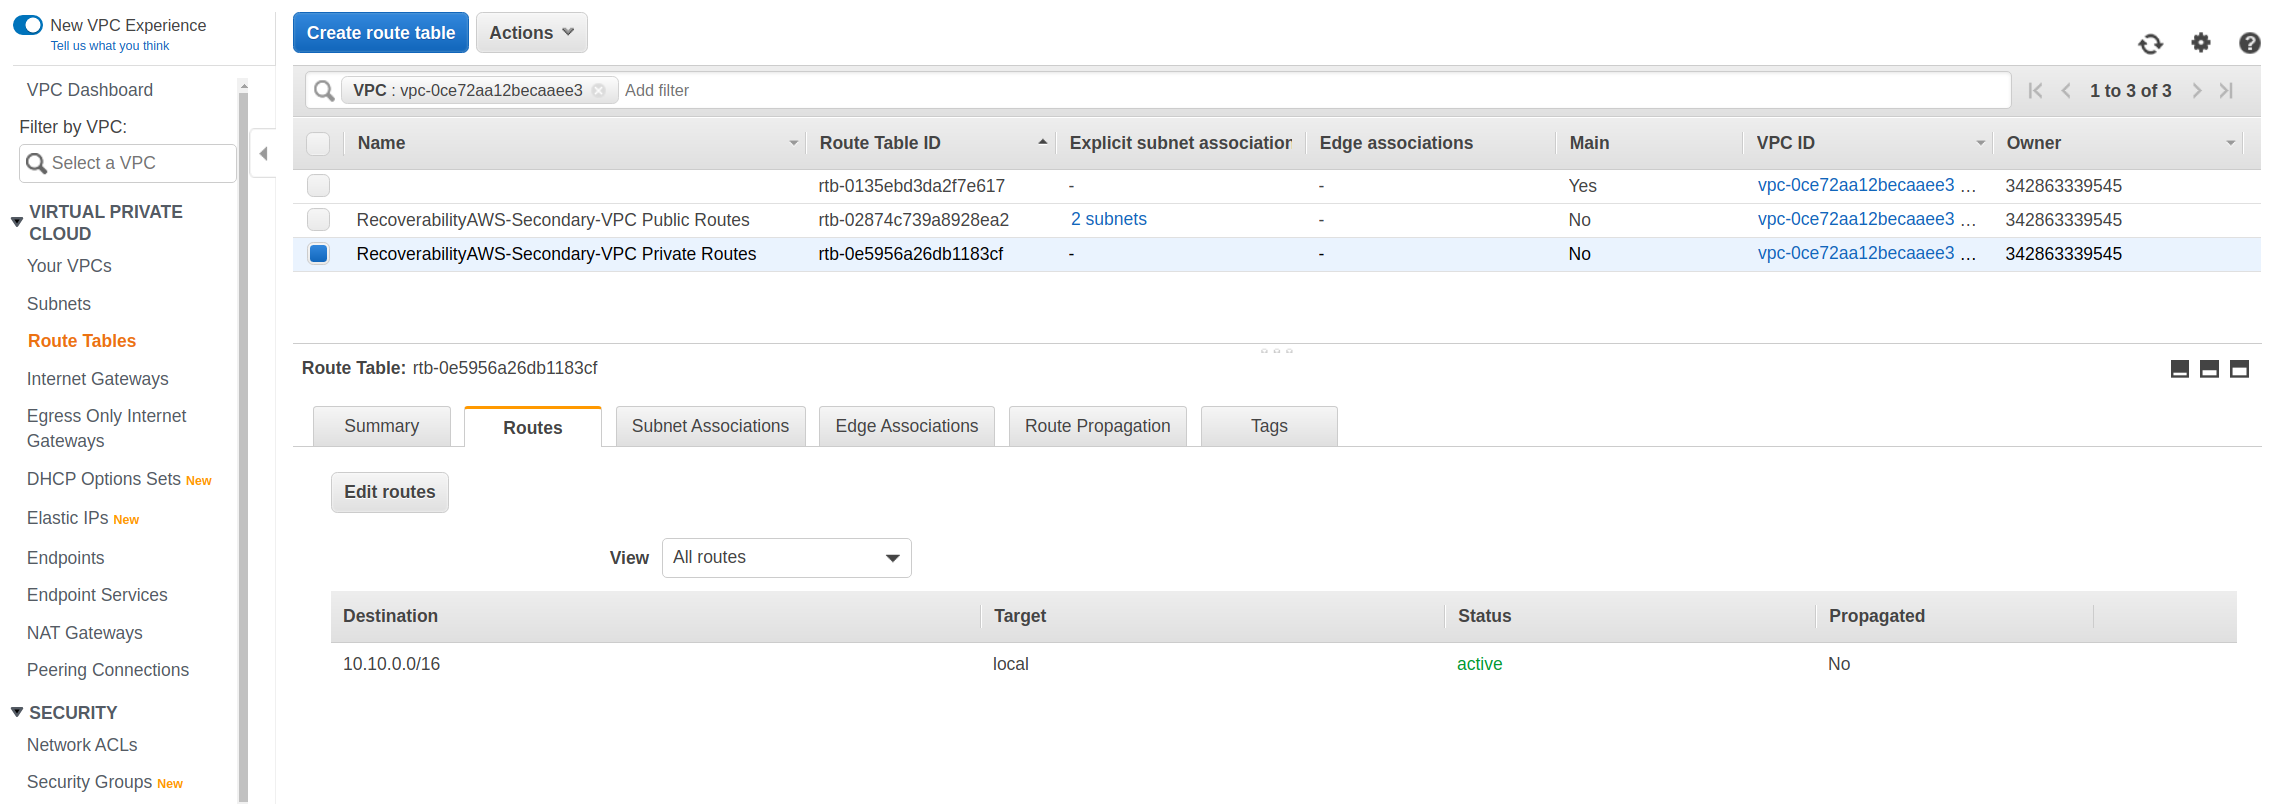 New VPC Experience
Tell us what you think
VPC Dashboard
Filter by VPC:
Select a VPC
VIRTUAL PRIVATE
CLOUD
Your VPCs
Subnets
Route Tables
Internet Gateways
Egress Only Internet
Gateways
DHCP Options Sets New
Elastic IPs New
Endpoints
Endpoint Services
NAT Gateways
Peering Connections
SECURITY
Network ACLs
Security Groups New
Create route table Actions
VPC : vpc-0ce72aa12becaaee3 Add filter 1 to 3 of 3
Name Route Table ID Explicit subnet association Edge associations Main VPC ID Owner
rtb-0135ebd3da2f7e617 - - Yes vpc-0ce72aa12becaaee3 ... 342863339545
RecoverabilityAWS-Secondary-VPC Public Routes rtb-02874c739a8928ea2 2 subnets - No vpc-0ce72aa12becaaee3 ... 342863339545
RecoverabilityAWS-Secondary-VPC Private Routes rtb-0e5956a26db1183cf - - No vpc-0ce72aa12becaaee3 ... 342863339545
Route Table: rtb-0e5956a26db1183cf
Summary Routes Subnet Associations Edge Associations Route Propagation Tags
Edit routes
View All routes
Destination Target Status Propagated
10.10.0.0/16 local active No